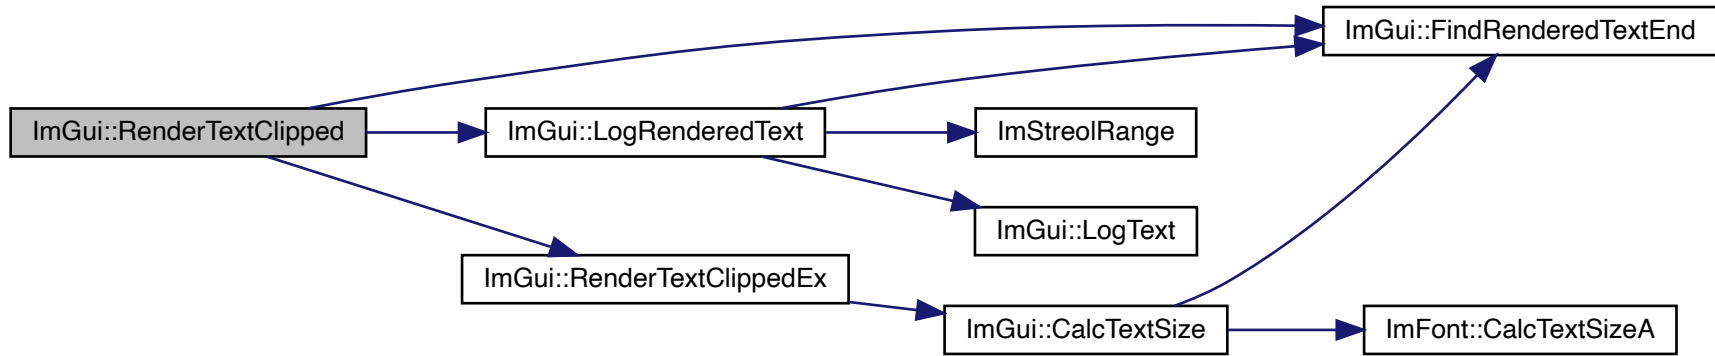 ImGui::RenderTextClipped
ImGui::LogRenderedText
ImGui::FindRenderedTextEnd
ImStreolRange
ImGui::LogText
ImGui::RenderTextClippedEx
ImGui::CalcTextSize
ImFont::CalcTextSizeA